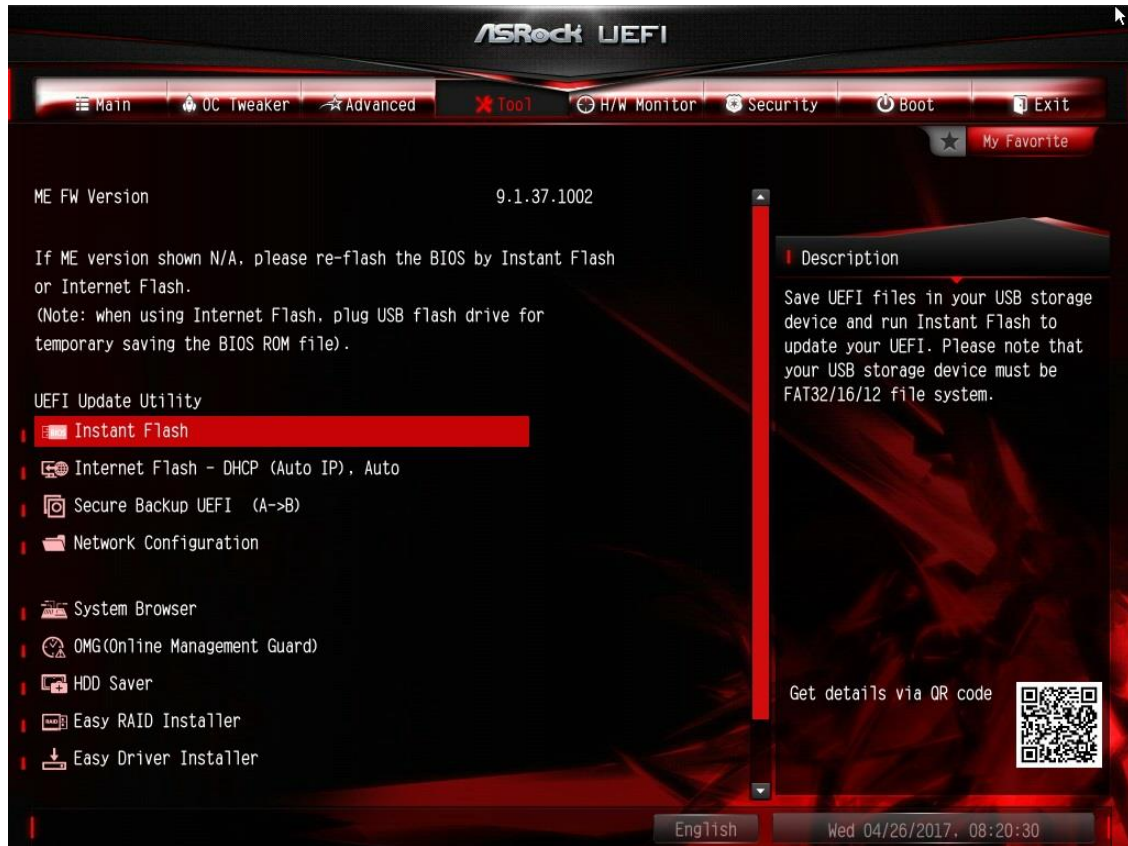 ASRock UEFI
Main OC Tweaker Advanced Tool H/W Monitor Security Boot Exit
My Favorite
ME FW Version 9.1.37.1002
If ME version shown N/A, please re-flash the BIOS by Instant Flash
or Internet Flash.
(Note: when using Internet Flash, plug USB flash drive for
temporary saving the BIOS ROM file).
UEFI Update Utility
Instant Flash
Internet Flash - DHCP (Auto IP), Auto
Secure Backup UEFI (A->B)
Network Configuration
System Browser
OMG(Online Management Guard)
HDD Saver
Easy RAID Installer
Easy Driver Installer
Description
Save UEFI files in your USB storage
device and run Instant Flash to
update your UEFI. Please note that
your USB storage device must be
FAT32/16/12 file system.
Get details via QR code
English
Wed 04/26/2017, 08:20:30